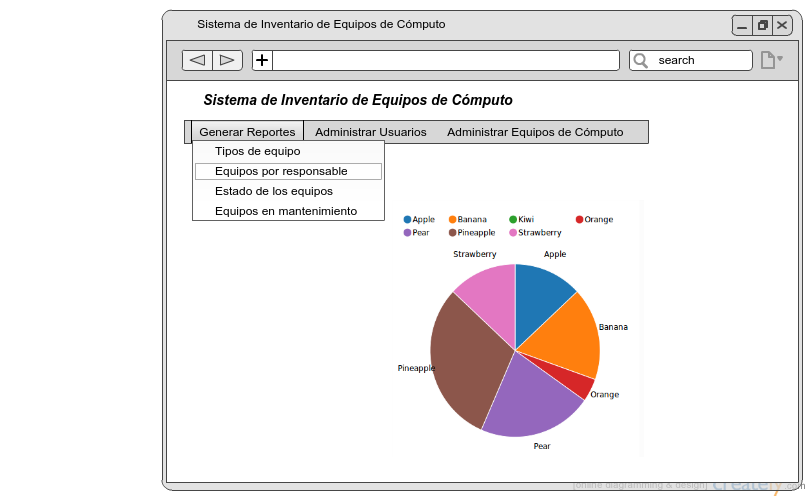 Sistema de Inventario de Equipos de Cómputo
search
Sistema de Inventario de Equipos de Cómputo
Generar Reportes Administrar Usuarios Administrar Equipos de Cómputo
Tipos de equipo
Equipos por responsable
Estado de los equipos
Equipos en mantenimiento
Apple Banana Kiwi Orange
Pear Pineapple Strawberry
Strawberry Apple
Banana
Pineapple
Orange
Pear
[online diagramming & design] creately.com